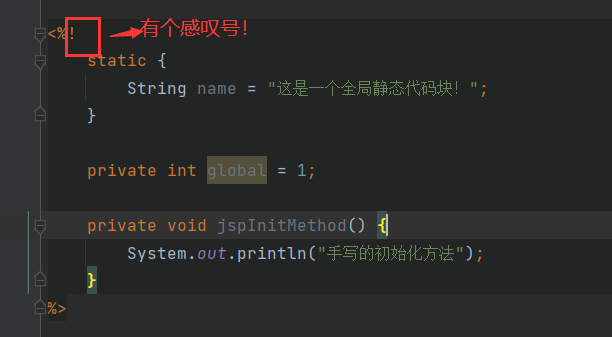 <%! 有个感叹号!
static {
String name = "这是一个全局静态代码块! ";
}
private int global = 1;
private void jspInitMethod() {
System.out.println("手写的初始化方法");
}
%>